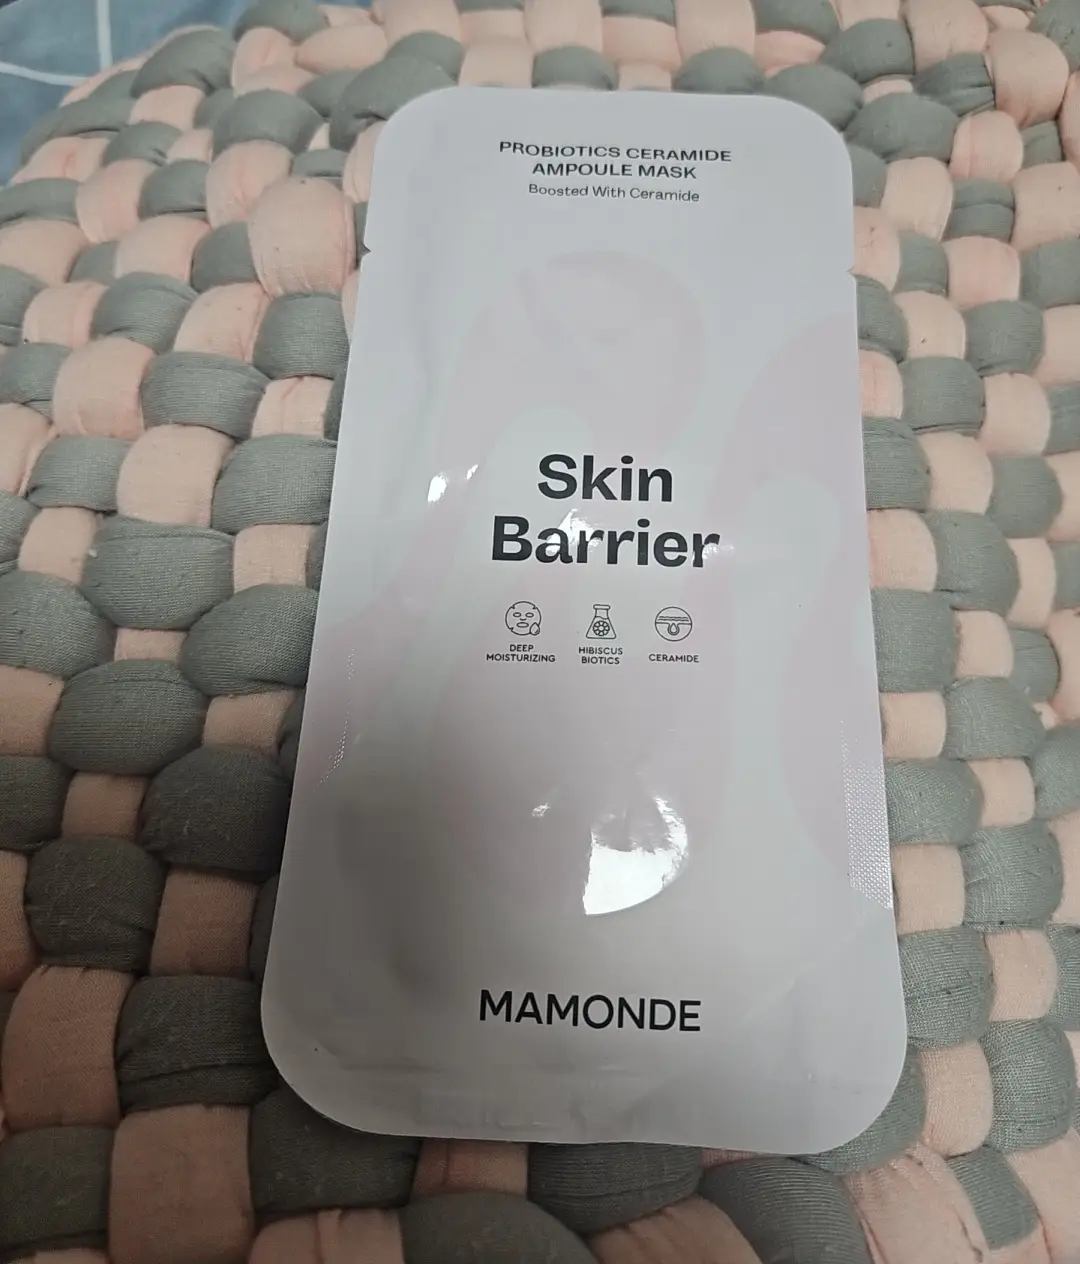 PROBIOTICS CERAMIDE
AMPOULE MASK
Boosted With Ceramide
Skin
Barrier
DEEP
MOISTURIZING
HIBISCUS
BIOTICS
CERAMIDE
MAMONDE